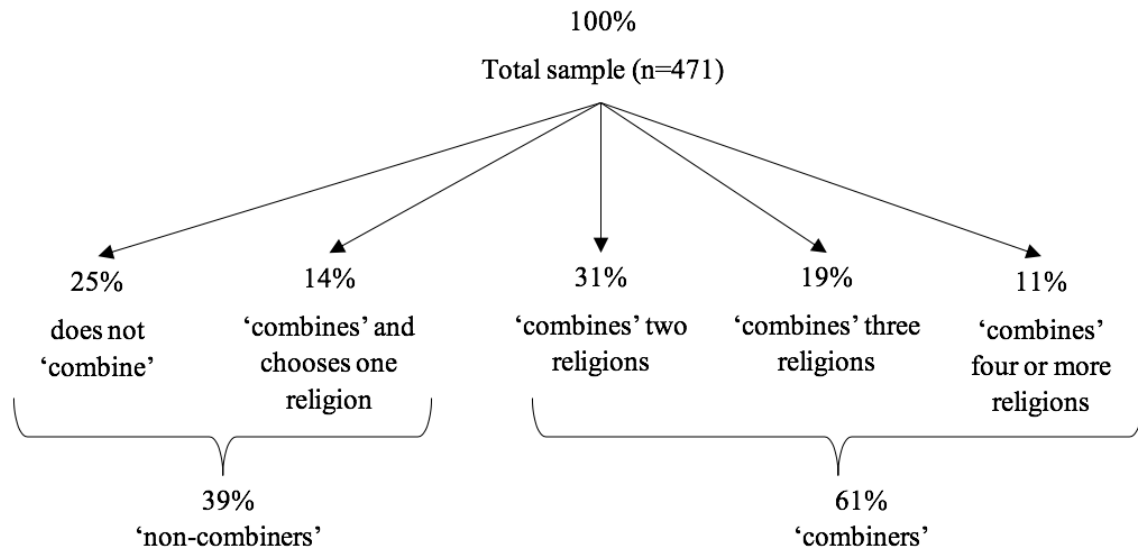 100%
Total sample (n=471)
25%
does not
‘combine’
14%
‘combines’ and
chooses one
religion
31%
‘combines’ two
religions
19%
‘combines’ three
religions
11%
‘combines’
four or more
religions
39%
‘non-combiners’
61%
‘combiners’